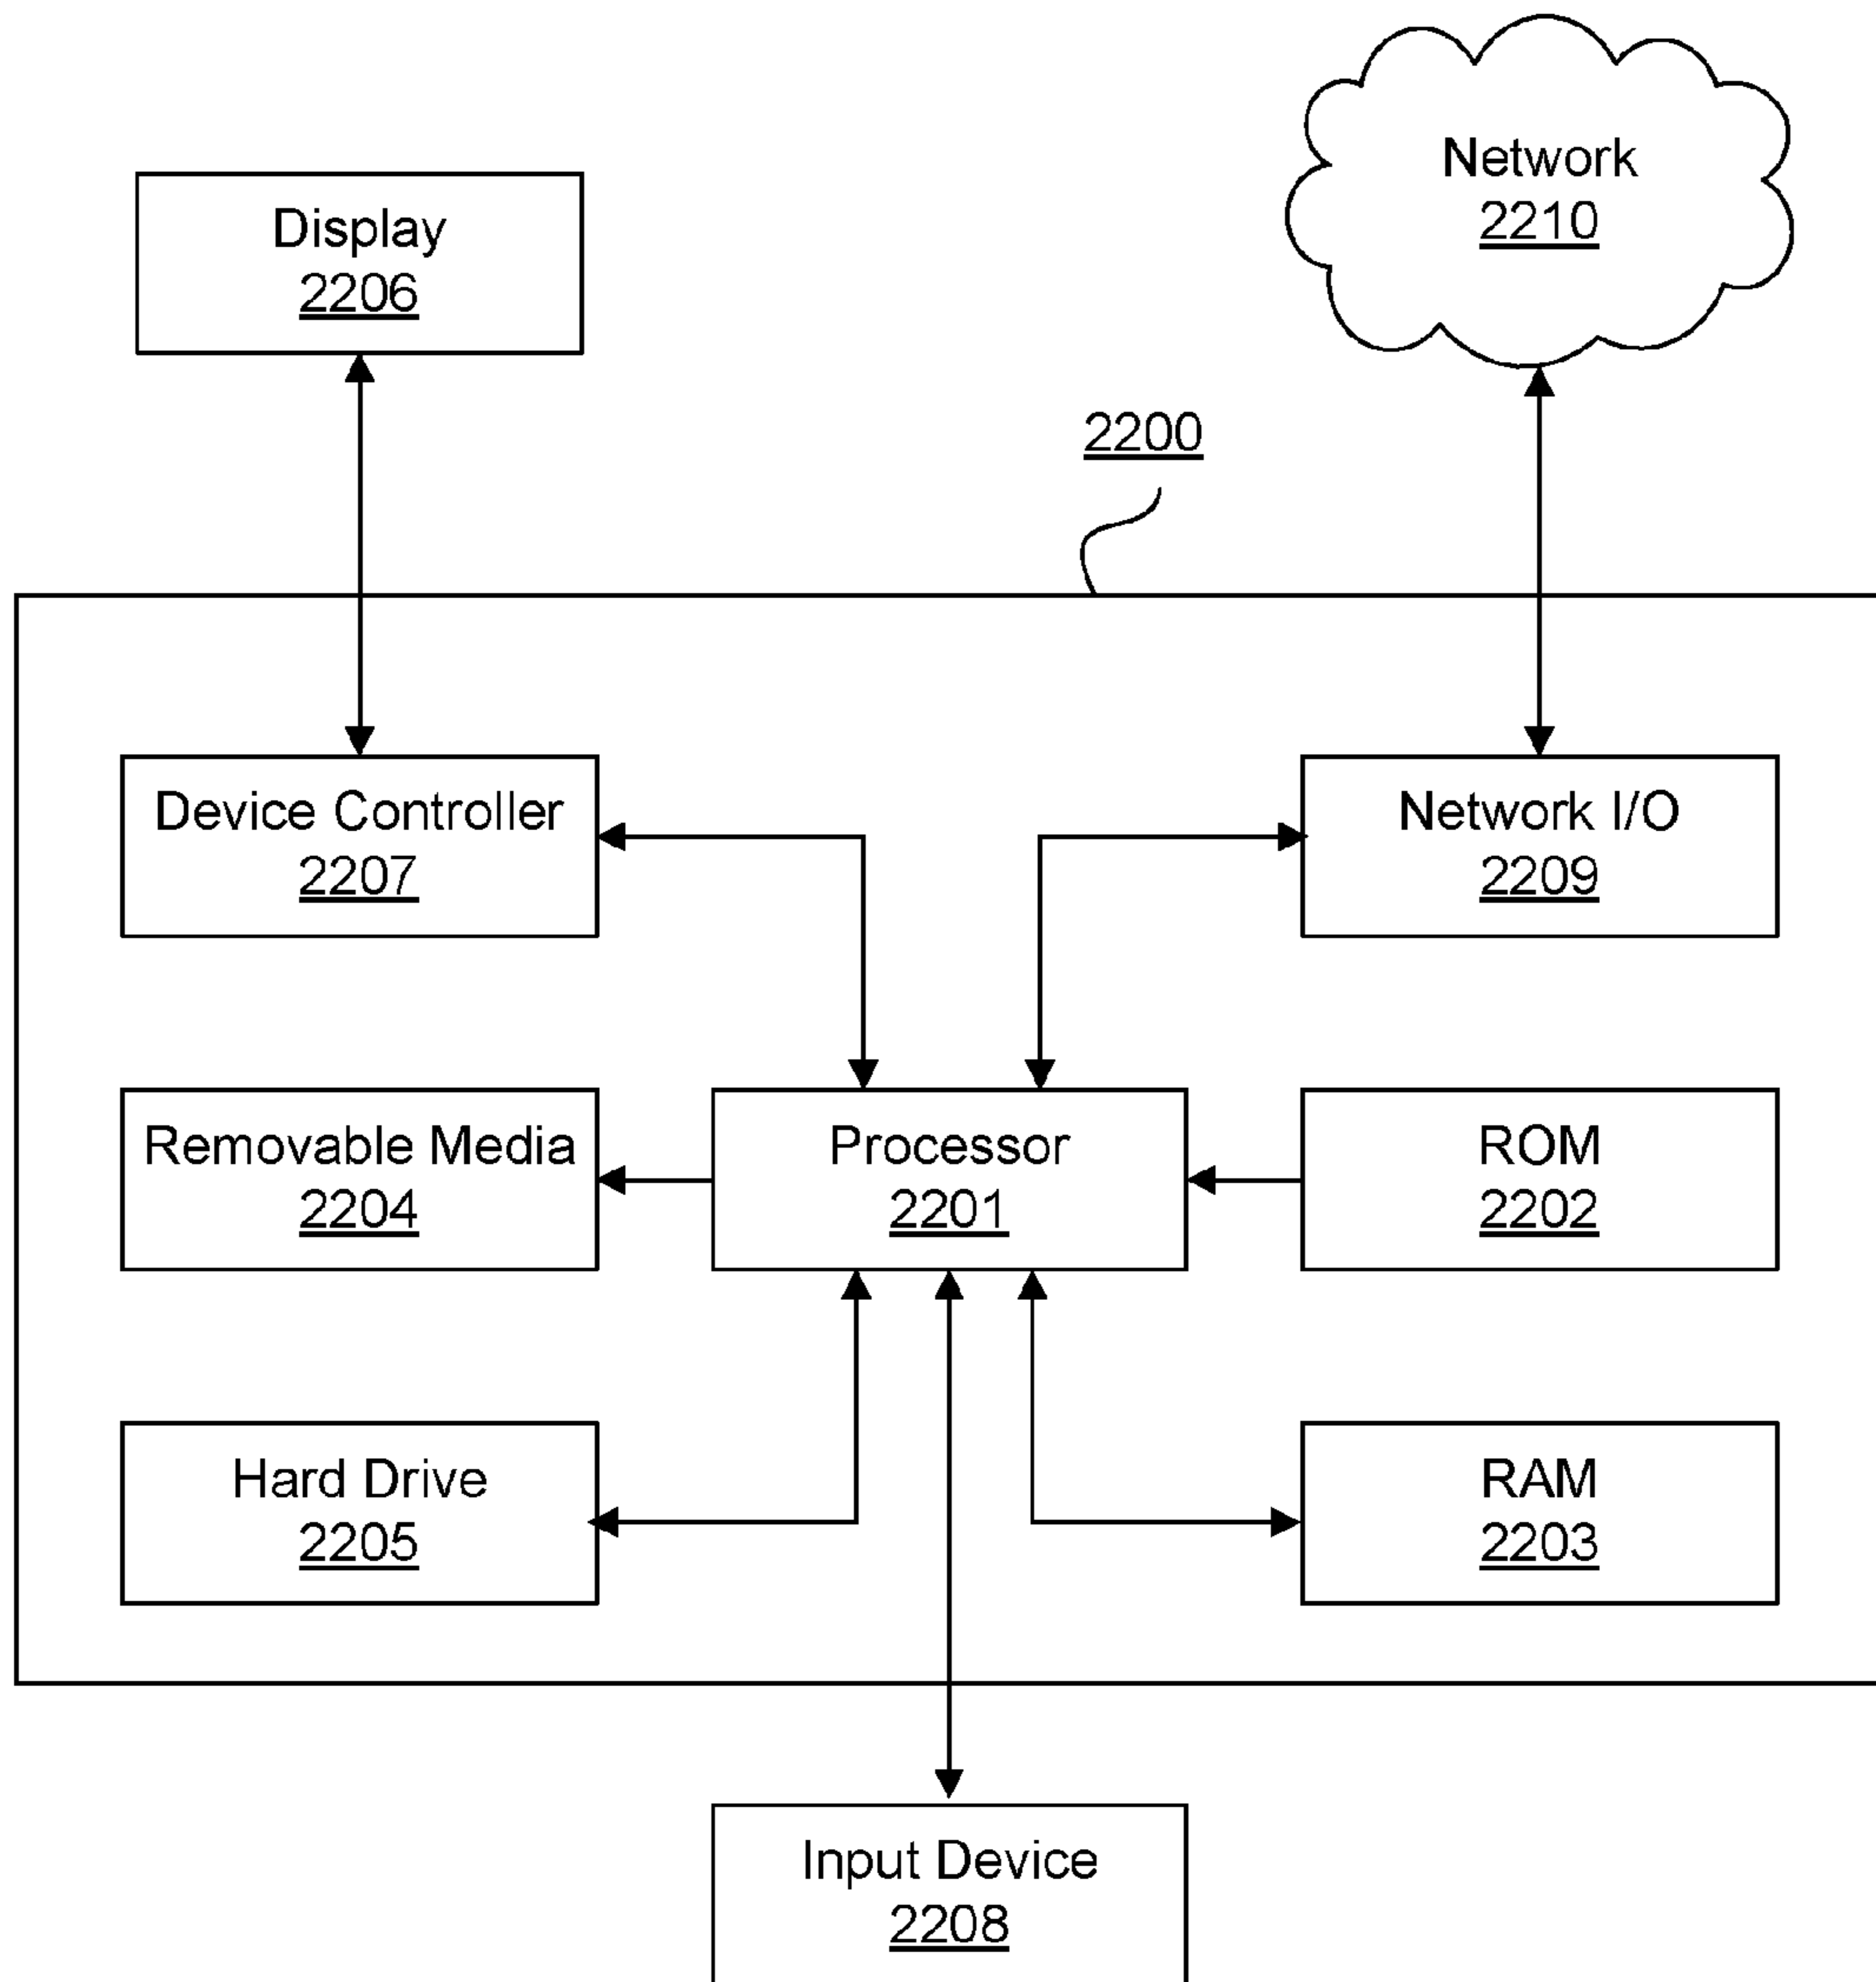 Network
2210
Display
2206
2200
Device Controller
2207
Network I/O
2209
Removable Media
2204
Processor
2201
ROM
2202
Hard Drive
2205
RAM
2203
Input Device
2208